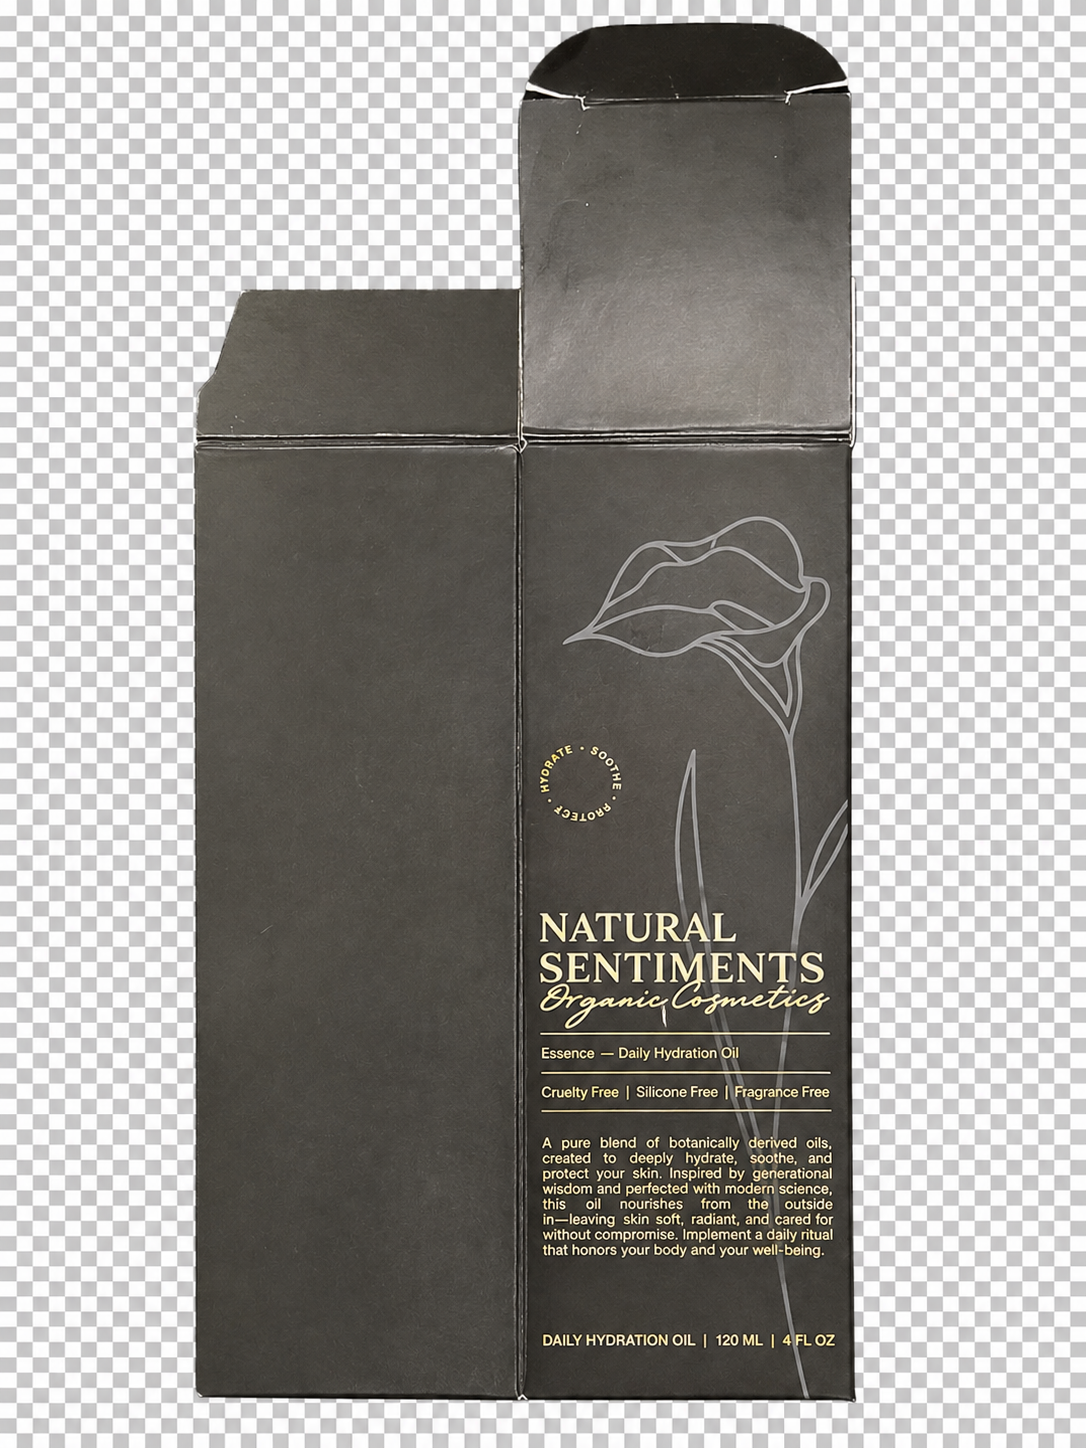 HYDRATE • SOOTHE • PROTECT •
NATURAL
SENTIMENTS
Organic Cosmetics
Essence — Daily Hydration Oil
Cruelty Free | Silicone Free | Fragrance Free
A pure blend of botanically derived oils,
created to deeply hydrate, soothe, and
protect your skin. Inspired by generational
wisdom and perfected with modern science,
this oil nourishes from the outside
in—leaving skin soft, radiant, and cared for
without compromise. Implement a daily ritual
that honors your body and your well-being.
DAILY HYDRATION OIL | 120 ML | 4 FL OZ